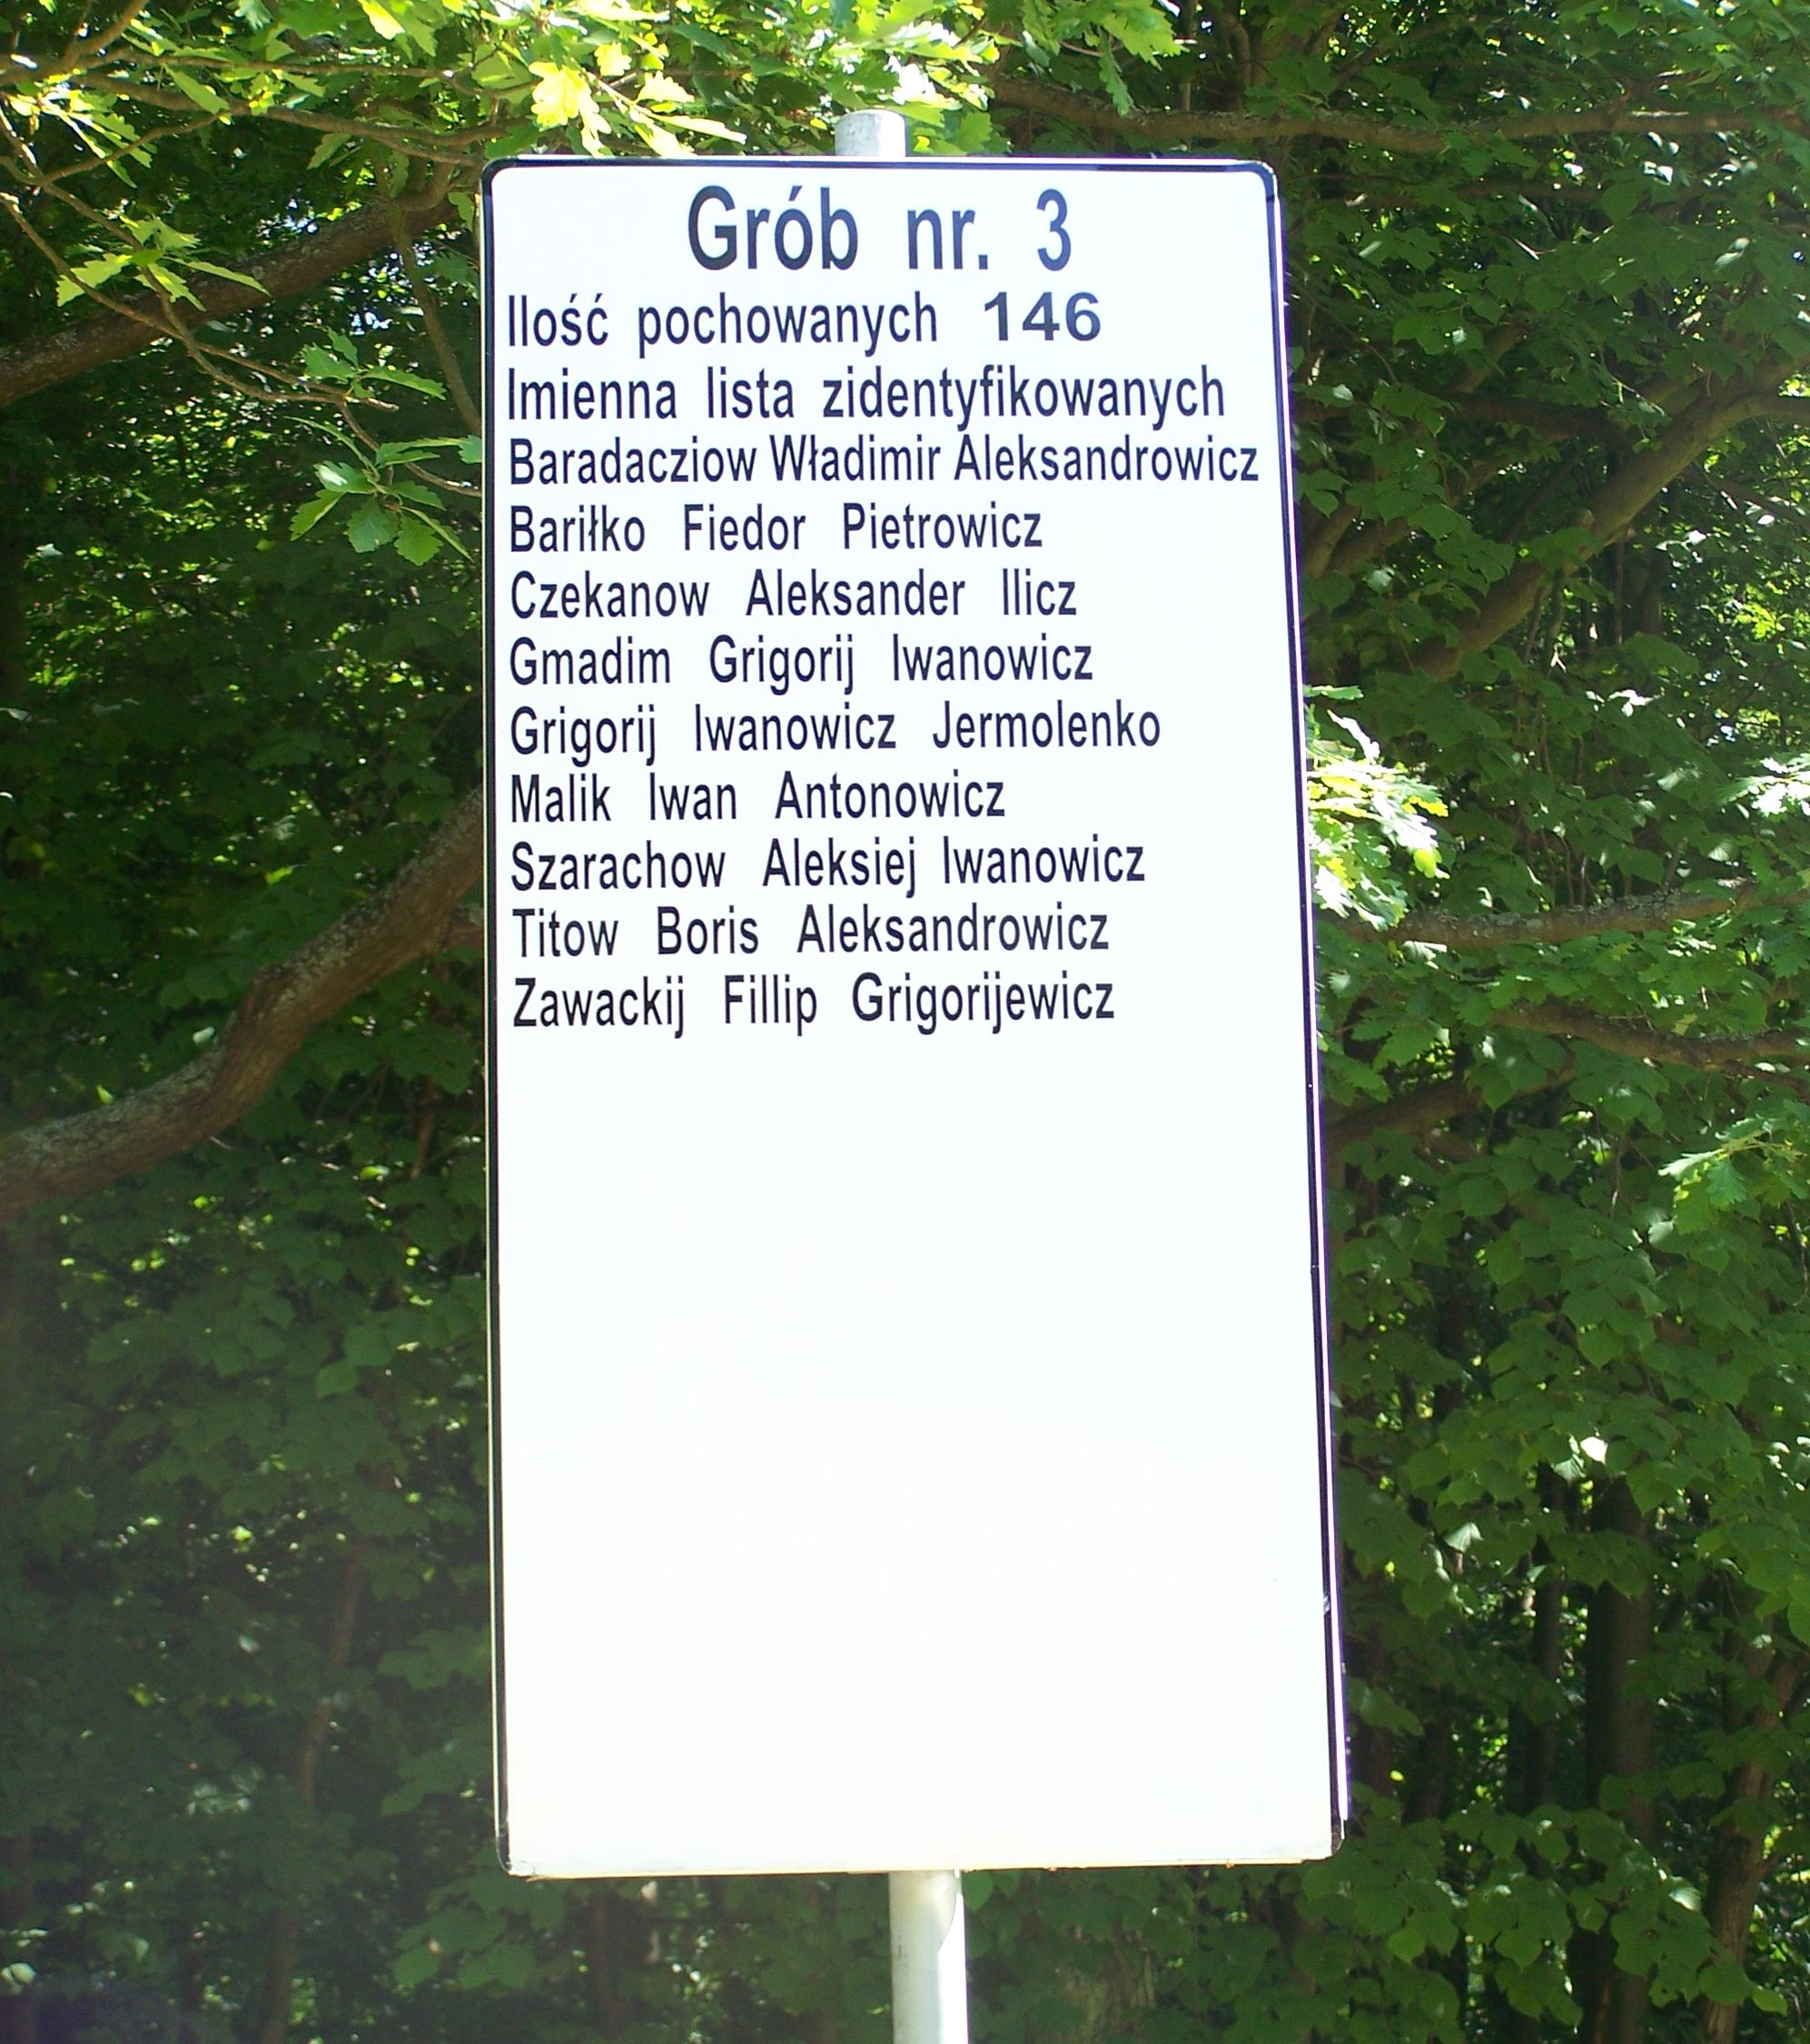 Grób nr. 3
Ilość pochowanych 146
Imienna lista zidentyfikowanych
Baradacziow Władimir Aleksandrowicz
Bariłko Fiedor Pietrowicz
Czekanow Aleksander Ilicz
Gmadim Grigorij Iwanowicz
Grigorij Iwanowicz Jermolenko
Malik Iwan Antonowicz
Szarachow Aleksiej Iwanowicz
Titow Boris Aleksandrowicz
Zawackij Fillip Grigorijewicz